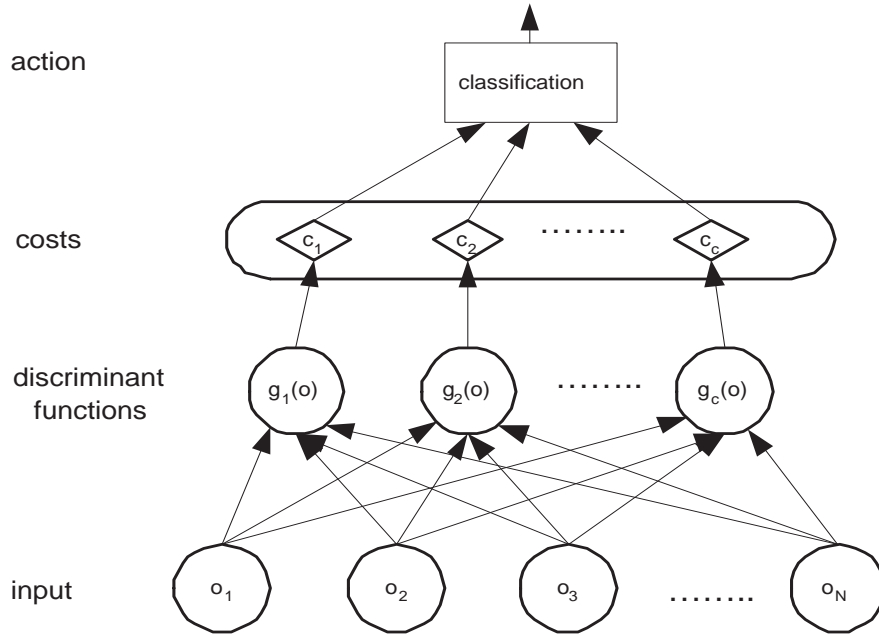 action
classification
costs
c₁ c₂ ........ cc
discriminant
functions
g₁(o) g₂(o) ........ gc(o)
input
o₁ o₂ o₃ ........ oN